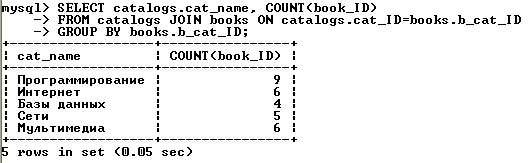 mysql> SELECT catalogs.cat_name, COUNT(book_ID)
-> FROM catalogs JOIN books ON catalogs.cat_ID=books.b_cat_ID
-> GROUP BY books.b_cat_ID;
+------------------+----------------+
| cat_name | COUNT(book_ID) |
+------------------+----------------+
| Программирование | 9 |
| Интернет | 6 |
| Базы данных | 4 |
| Сети | 5 |
| Мультимедиа | 6 |
+------------------+----------------+
5 rows in set (0.05 sec)